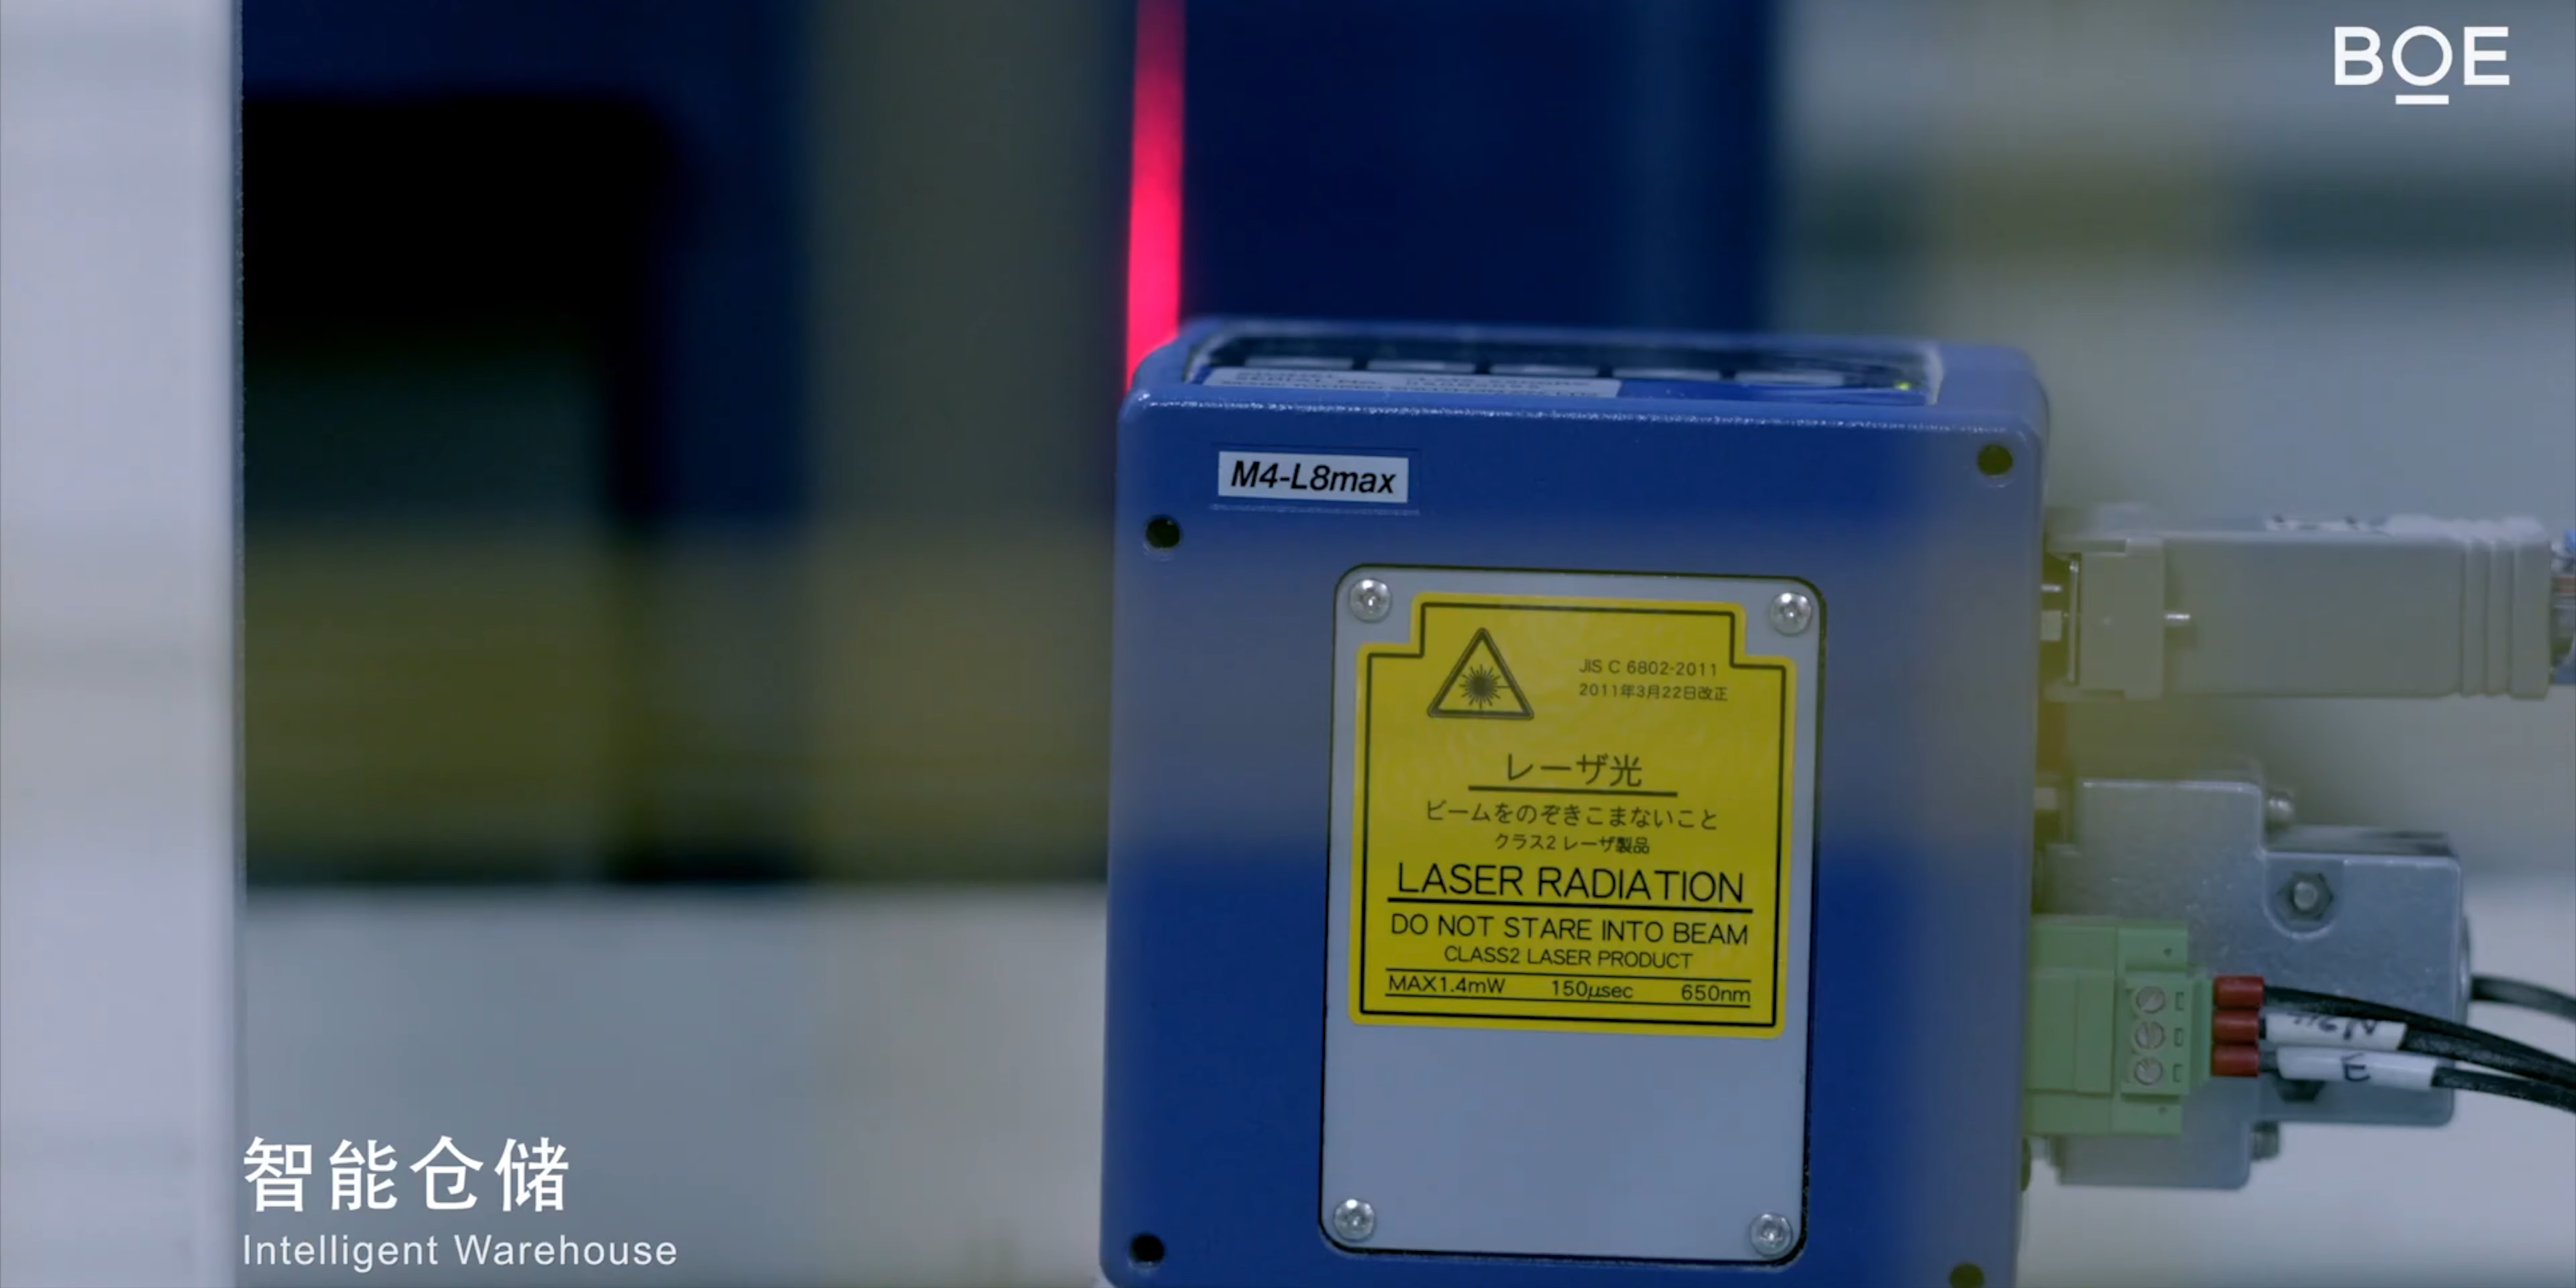 BOE
M4-L8max
JIS C 6802-2011
2011年3月22日改正
レーザ光
ビームをのぞきこまないこと
クラス2 レーザ製品
LASER RADIATION
DO NOT STARE INTO BEAM
CLASS2 LASER PRODUCT
MAX1.4mW 150μsec 650nm
E
智能仓储
Intelligent Warehouse